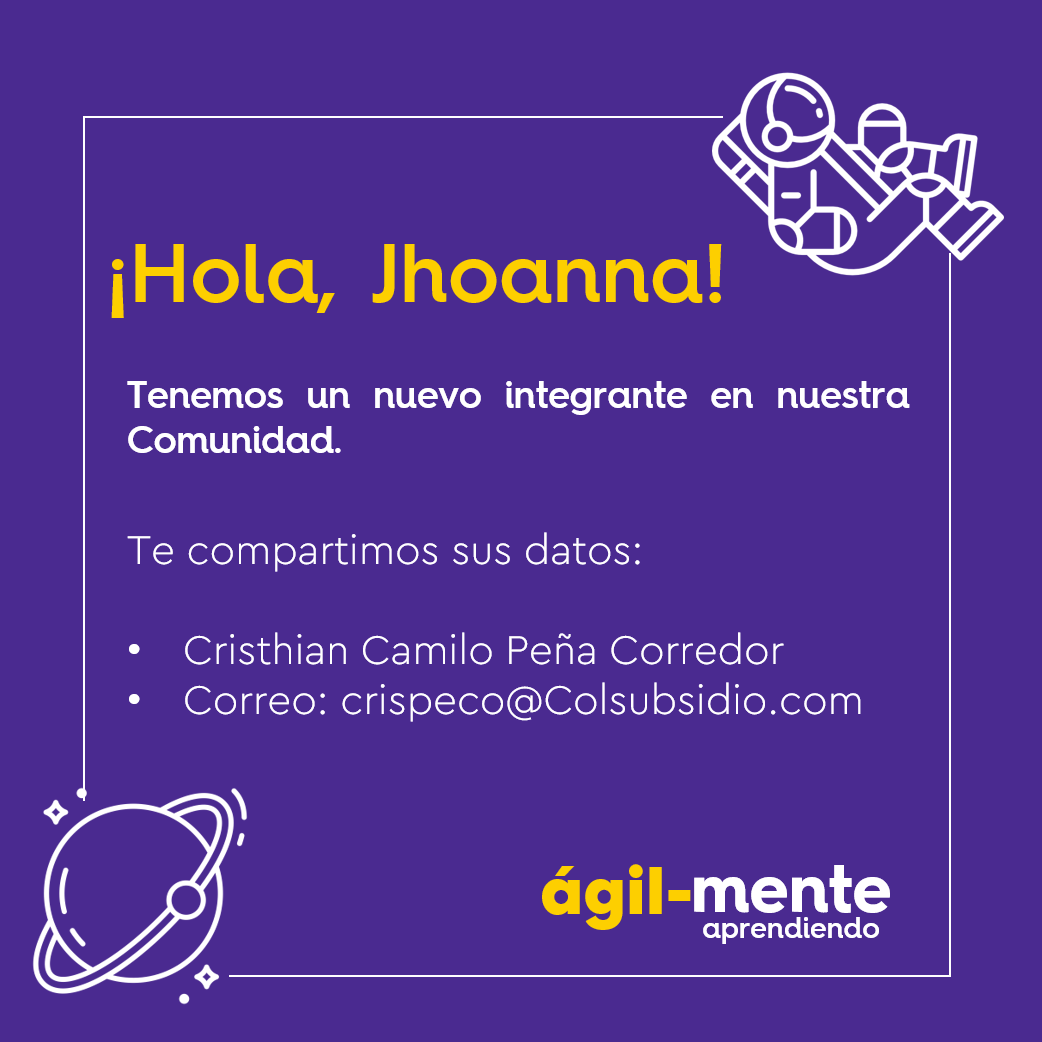 ¡Hola, Jhoanna!
Tenemos un nuevo integrante en nuestra
Comunidad.
Te compartimos sus datos:
• Cristhian Camilo Peña Corredor
• Correo: crispeco@Colsubsidio.com
ágil-mente
aprendiendo